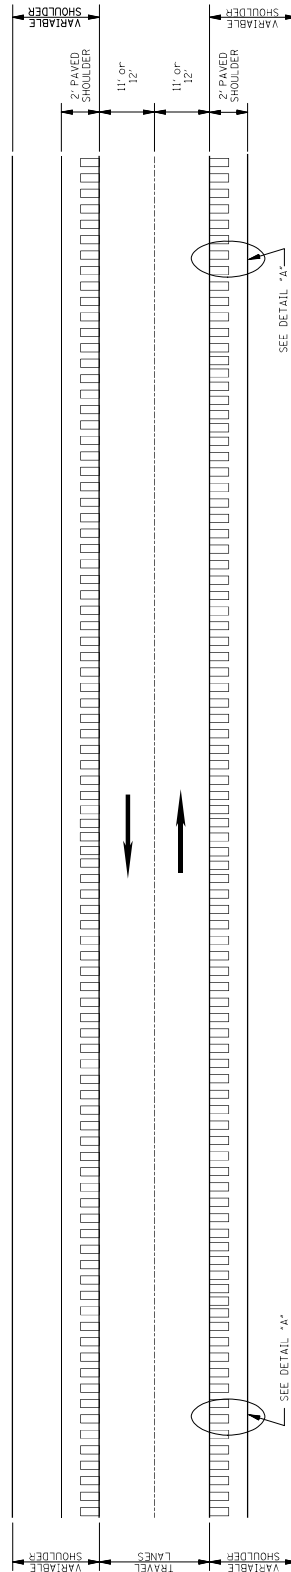 VARIABLE
SHOULDER
VARIABLE
SHOULDER
2' PAVED
SHOULDER
11' or
12'
11' or
12'
2' PAVED
SHOULDER
SEE DETAIL "A"
SEE DETAIL "A"
VARIABLE
SHOULDER
TRAVEL
LANES
VARIABLE
SHOULDER